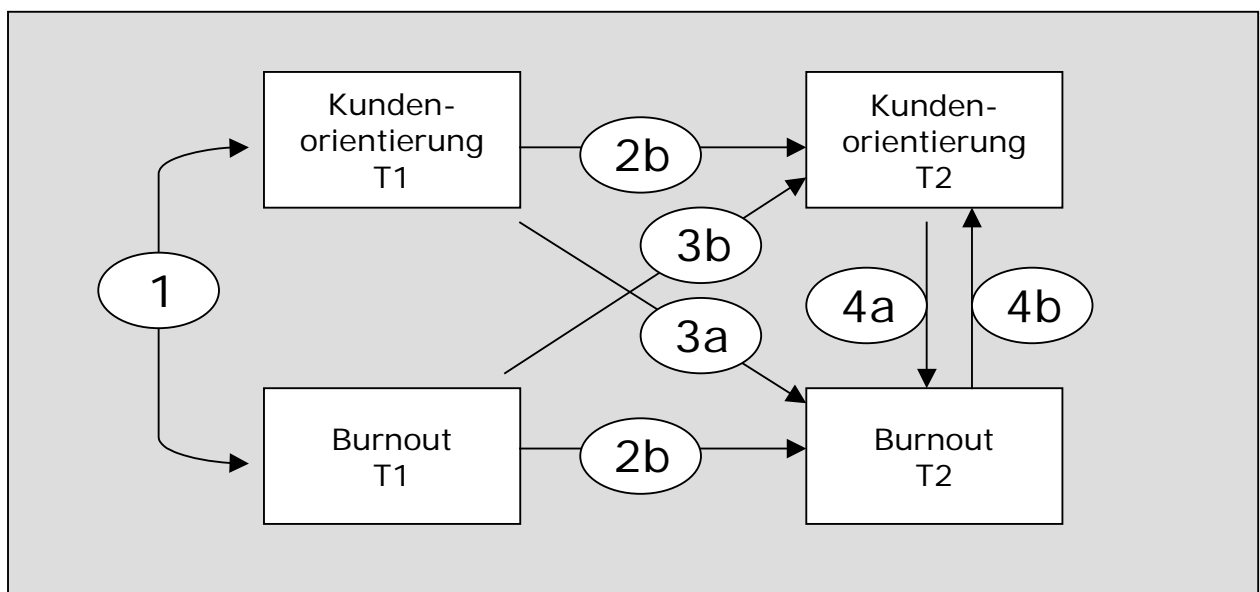 Kunden-
orientierung
T1
Kunden-
orientierung
T2
2b
3b
1
4a
4b
3a
Burnout
T1
2b
Burnout
T2